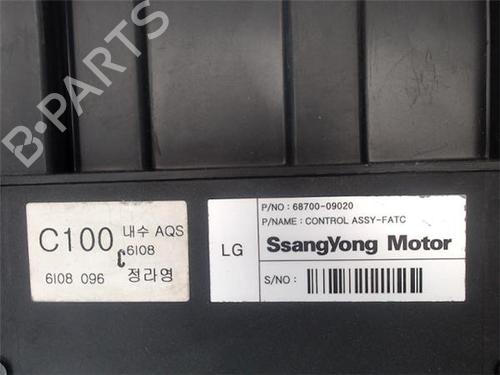 B-PARTS
C100 내수 AQS
6108
6108 096 정라영
LG
P/NO : 68700-09020
P/NAME : CONTROL ASSY-FATC
SsangYong Motor
S/NO :